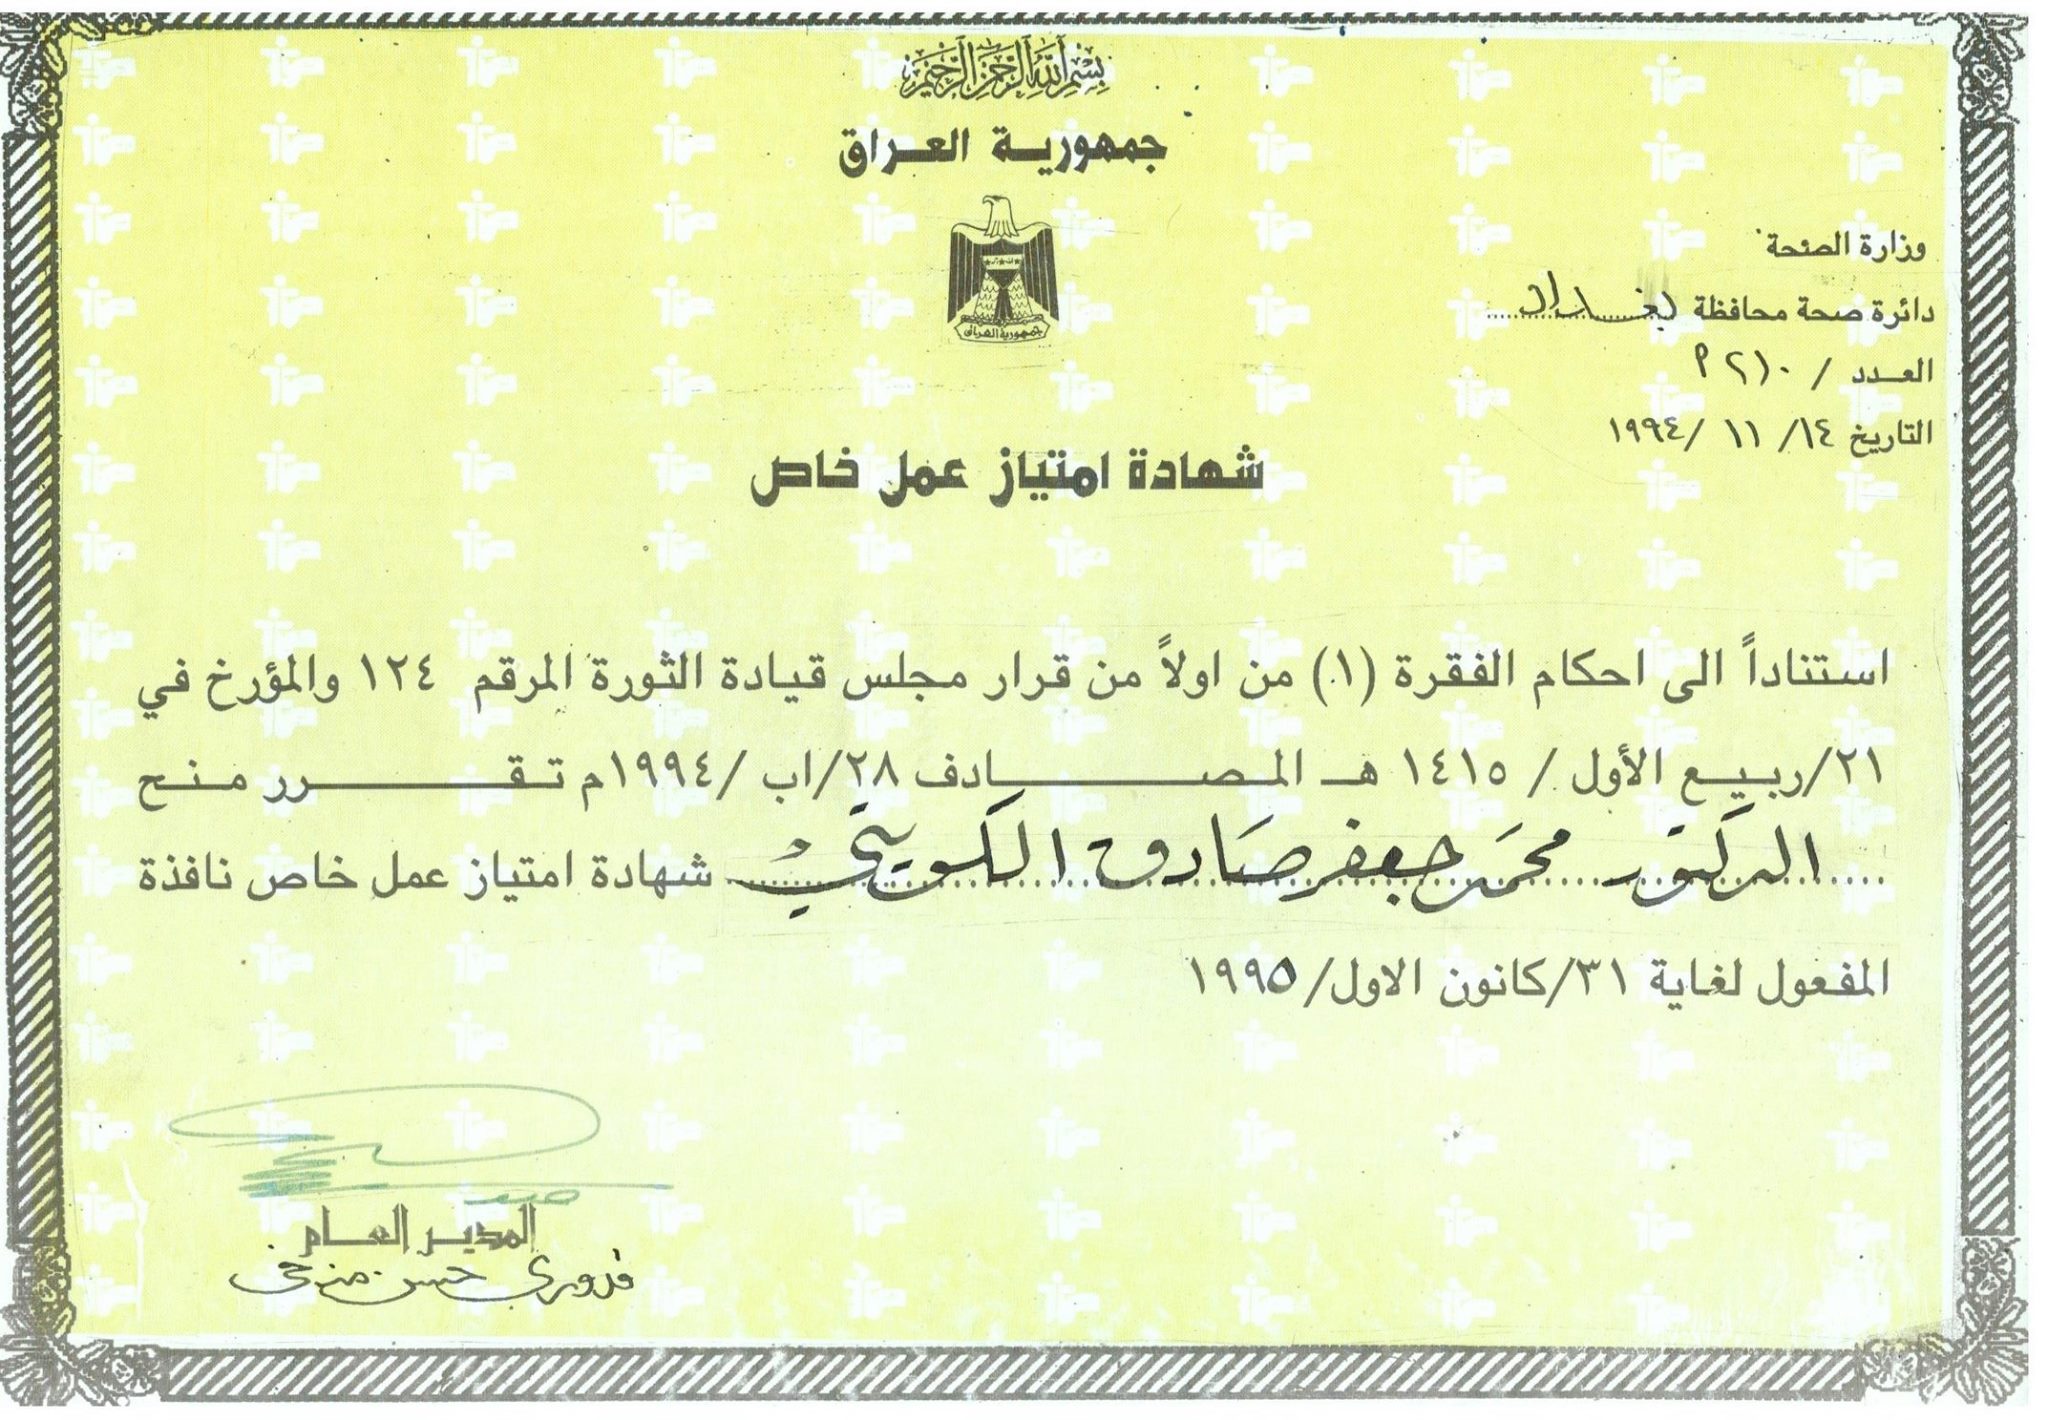 بسم الله الرحمن الرحيم
جمهورية العراق
جمهورية العراق
وزارة الصحة
دائرة صحة محافظة بغداد
العدد / ٢١٠ م
التاريخ ١٤/ ١١ /١٩٩٤
شهادة امتياز عمل خاص
استناداً الى احكام الفقرة (١) من اولاً من قرار مجلس قيادة الثورة المرقم ١٢٤ والمؤرخ في
٢١/ربيع الأول / ١٤١٥ هـ المصادف ٢٨/اب /١٩٩٤م تقرر منح
الدكتور محمد جعفر صادق الكويتي شهادة امتياز عمل خاص نافذة
المفعول لغاية ٣١/كانون الاول/١٩٩٥
المدير العام
حسن